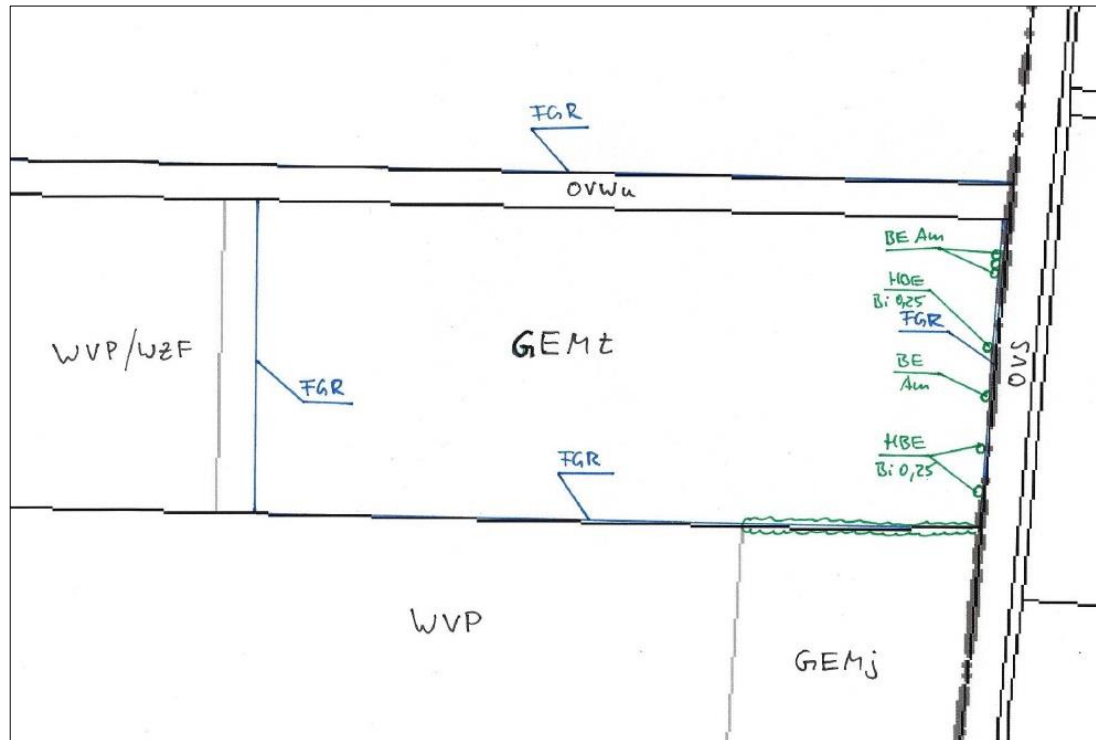 FGR
OVWu
BE Am
HBE
Bi 0,25
FGR
OVS
WVP/WZF
GEMt
FGR
BE
Am
HBE
Bi 0,25
FGR
WVP
GEMj